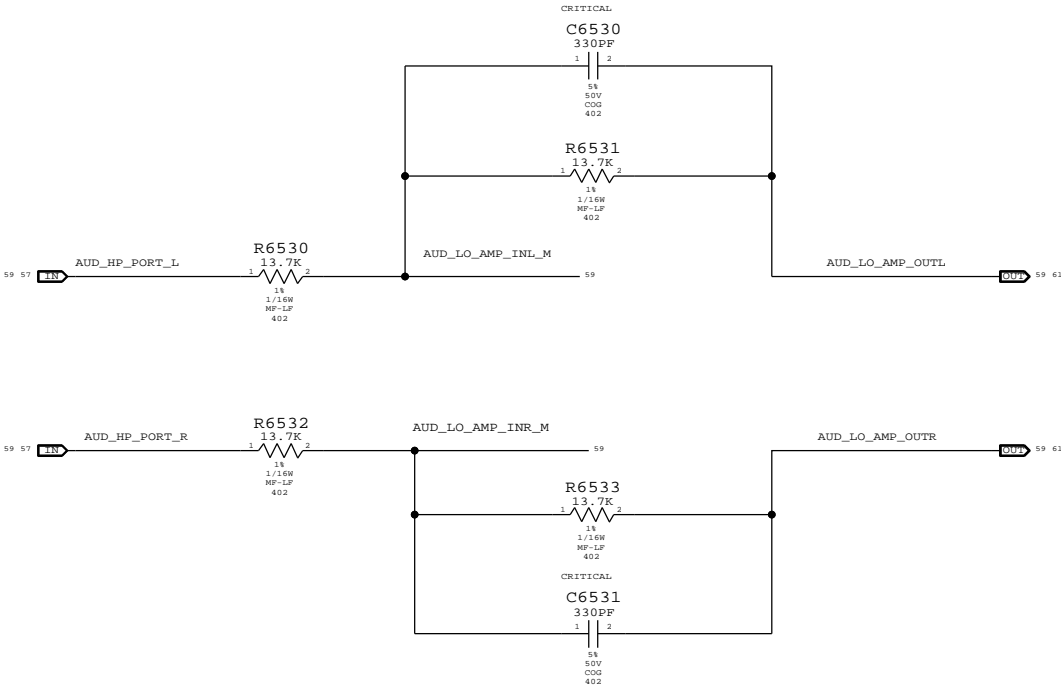 CRITICAL
C6530
330PF
1 2
5%
50V
COG
402
R6531
13.7K
1 2
1%
1/16W
MF-LF
402
R6530
AUD_LO_AMP_INL_M
59 57 IN AUD_HP_PORT_L
13.7K
1 2
59
AUD_LO_AMP_OUTL
OUT 59 61
1%
1/16W
MF-LF
402
R6532
AUD_LO_AMP_INR_M
59 57 IN AUD_HP_PORT_R
13.7K
1 2
59
AUD_LO_AMP_OUTR
OUT 59 61
1%
1/16W
MF-LF
402
R6533
13.7K
1 2
1%
1/16W
MF-LF
402
CRITICAL
C6531
330PF
1 2
5%
50V
COG
402